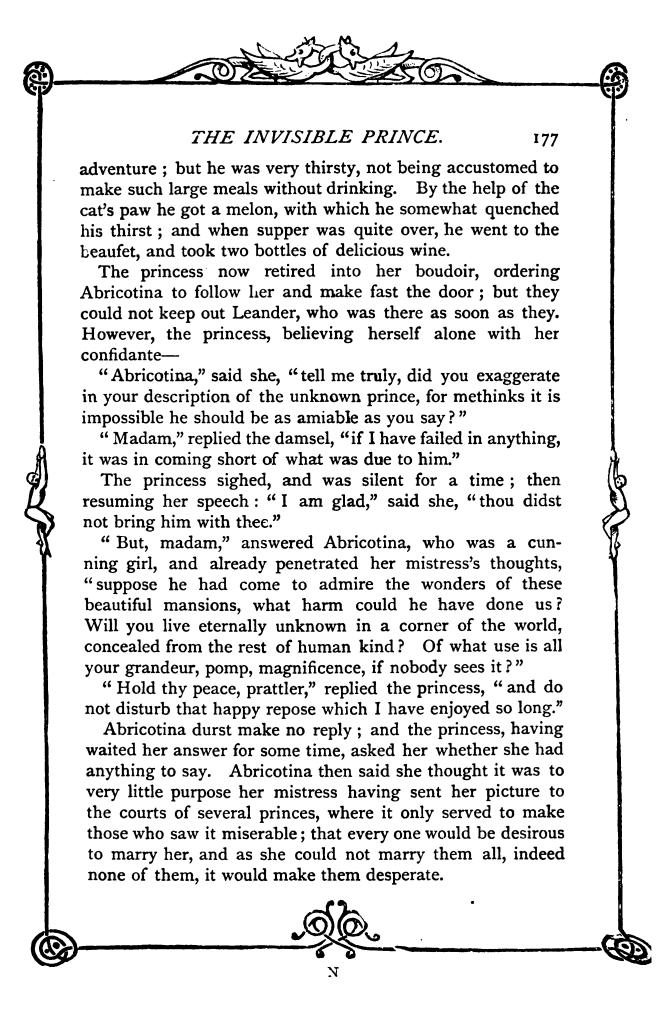 THE INVISIBLE PRINCE. 177
adventure ; but he was very thirsty, not being accustomed to
make such large meals without drinking. By the help of the
cat's paw he got a melon, with which he somewhat quenched
his thirst ; and when supper was quite over, he went to the
beaufet, and took two bottles of delicious wine.
The princess now retired into her boudoir, ordering
Abricotina to follow her and make fast the door ; but they
could not keep out Leander, who was there as soon as they.
However, the princess, believing herself alone with her
confidante—
“Abricotina,” said she, “tell me truly, did you exaggerate
in your description of the unknown prince, for methinks it is
impossible he should be as amiable as you say?”
“Madam,” replied the damsel, “if I have failed in anything,
it was in coming short of what was due to him.”
The princess sighed, and was silent for a time ; then
resuming her speech : “I am glad,” said she, “thou didst
not bring him with thee.”
“But, madam,” answered Abricotina, who was a cun-
ning girl, and already penetrated her mistress's thoughts,
“suppose he had come to admire the wonders of these
beautiful mansions, what harm could he have done us?
Will you live eternally unknown in a corner of the world,
concealed from the rest of human kind? Of what use is all
your grandeur, pomp, magnificence, if nobody sees it?”
“Hold thy peace, prattler,” replied the princess, “and do
not disturb that happy repose which I have enjoyed so long.”
Abricotina durst make no reply ; and the princess, having
waited her answer for some time, asked her whether she had
anything to say. Abricotina then said she thought it was to
very little purpose her mistress having sent her picture to
the courts of several princes, where it only served to make
those who saw it miserable ; that every one would be desirous
to marry her, and as she could not marry them all, indeed
none of them, it would make them desperate.
N